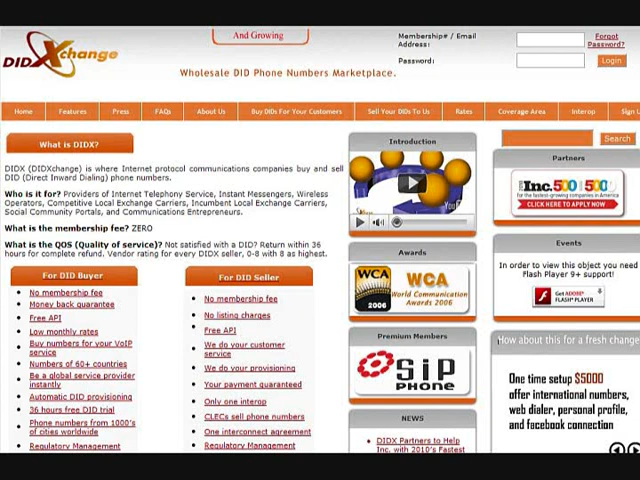 And Growing
Membership# / Email
Address:
Forgot
Password?
DIDXchange
Password:
Login
Wholesale DID Phone Numbers Marketplace.
Home Features Press FAQs About Us Buy DIDs For Your Customers Sell Your DIDs To Us Rates Coverage Area Interop Sign U
What is DIDX?
DIDX (DIDXchange) is where Internet protocol communications companies buy and sell
DID (Direct Inward Dialing) phone numbers.
Who is it for? Providers of Internet Telephony Service, Instant Messengers, Wireless
Operators, Competitive Local Exchange Carriers, Incumbent Local Exchange Carriers,
Social Community Portals, and Communications Entrepreneurs.
What is the membership fee? ZERO
What is the QOS (Quality of service)? Not satisfied with a DID? Return within 36
hours for complete refund. Vendor rating for every DIDX seller, 0-8 with 8 as highest.
For DID Buyer
No membership fee
Money back guarantee
Free API
Low monthly rates
Buy numbers for your VoIP
service
Numbers of 60+ countries
Be a global service provider
instantly
Automatic DID provisioning
36 hours free DID trial
Phone numbers from 1000's
of cities worldwide
Regulatory Management
For DID Seller
No membership fee
No listing charges
Free API
We do your customer
service
We do your provisioning
Your payment guaranteed
Only one interop
CLECs sell phone numbers
One interconnect agreement
Regulatory Management
Introduction
You
Awards
WCA
2006
WCA
World Communication
Awards 2006
Premium Members
SIP
PHONE
NEWS
DIDX Partners to Help
Inc. with 2010's Fastest
Search
Partners
Inc. 500 5000
for the fastest-growing companies in America
CLICK HERE TO APPLY NOW
Events
In order to view this object you need
Flash Player 9+ support!
Get ADOBE
FLASH PLAYER
How about this for a fresh change
One time setup $5000
offer international numbers,
web dialer, personal profile,
and facebook connection